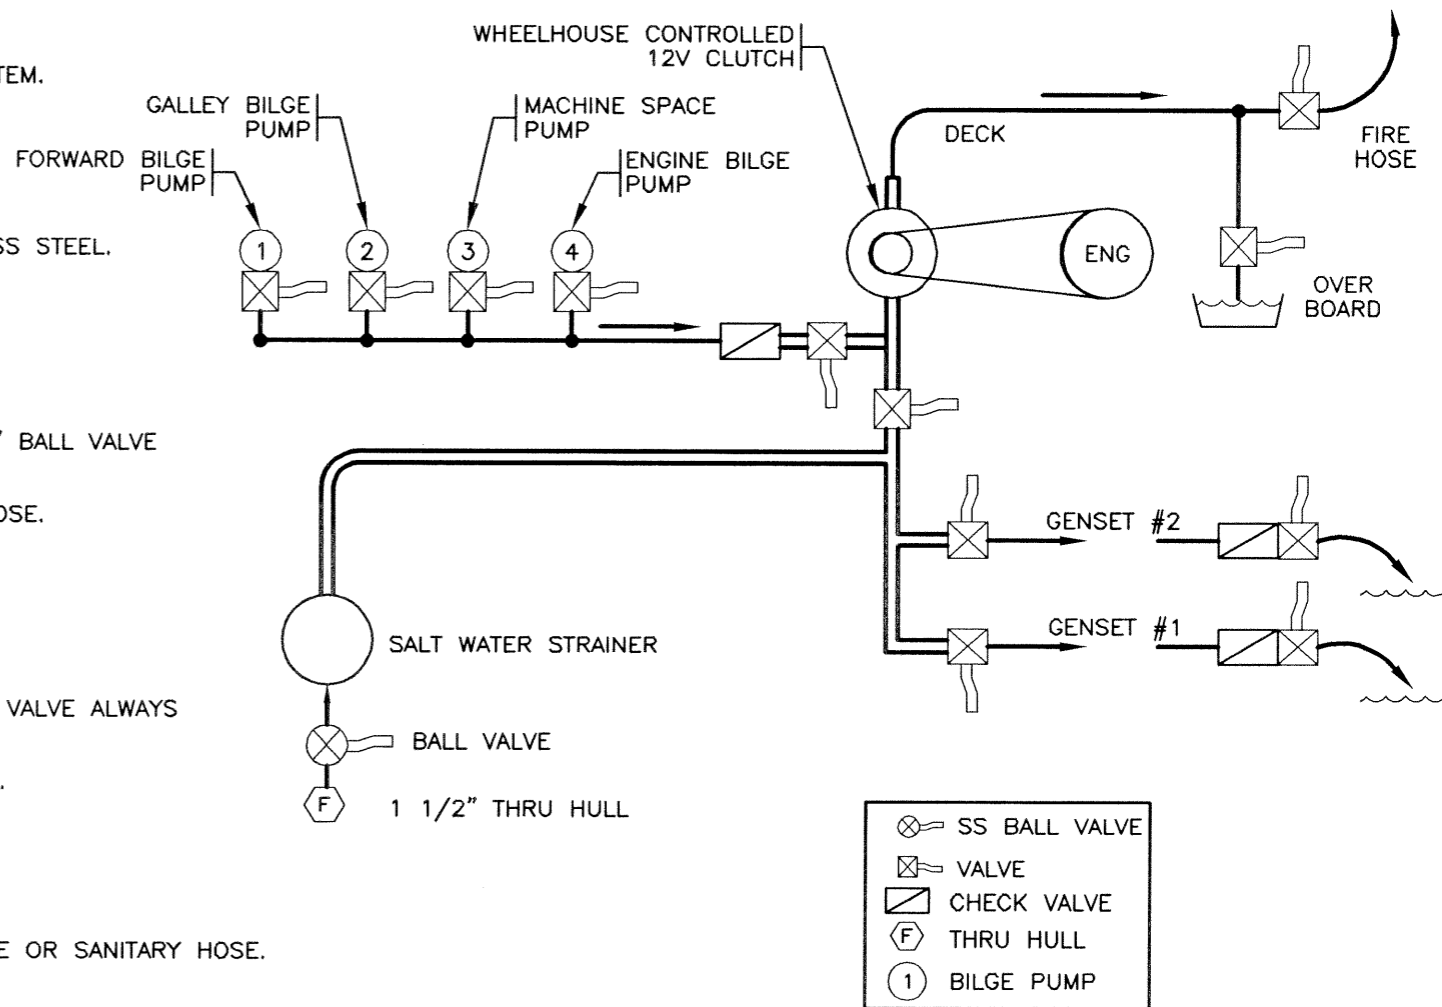 TEM.
SS STEEL.
BALL VALVE
OSE.
VALVE ALWAYS
E OR SANITARY HOSE.
WHEELHOUSE CONTROLLED
12V CLUTCH
GALLEY BILGE
PUMP
MACHINE SPACE
PUMP
FORWARD BILGE
PUMP
ENGINE BILGE
PUMP
1
2
3
4
DECK
FIRE
HOSE
ENG
OVER
BOARD
GENSET #2
GENSET #1
SALT WATER STRAINER
BALL VALVE
F
1 1/2" THRU HULL
SS BALL VALVE
VALVE
CHECK VALVE
F THRU HULL
1 BILGE PUMP